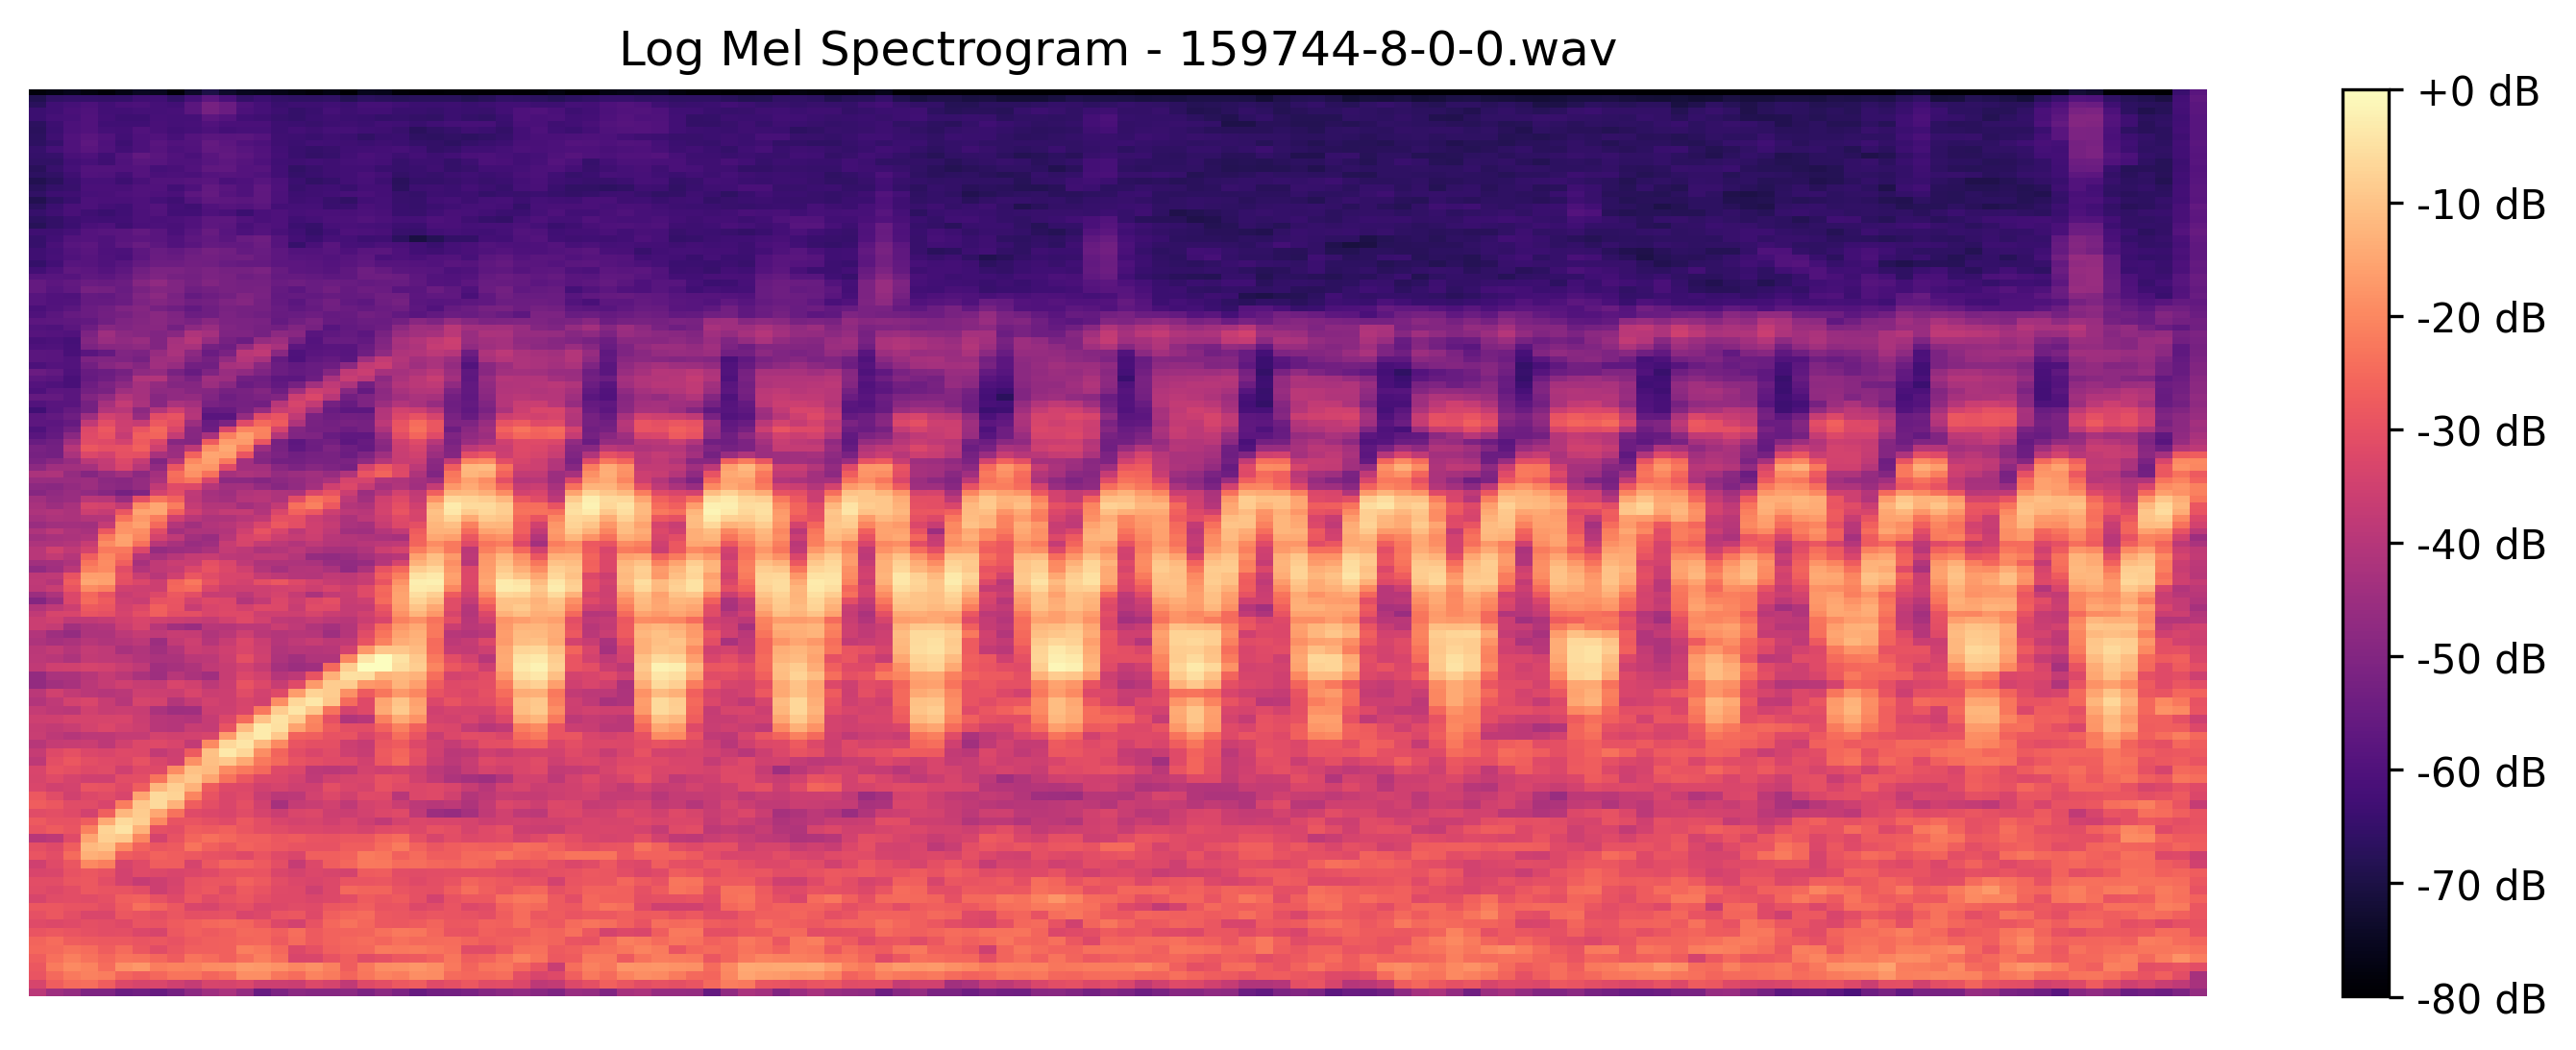 Log Mel Spectrogram - 159744-8-0-0.wav
+0 dB
-10 dB
-20 dB
-30 dB
-40 dB
-50 dB
-60 dB
-70 dB
-80 dB